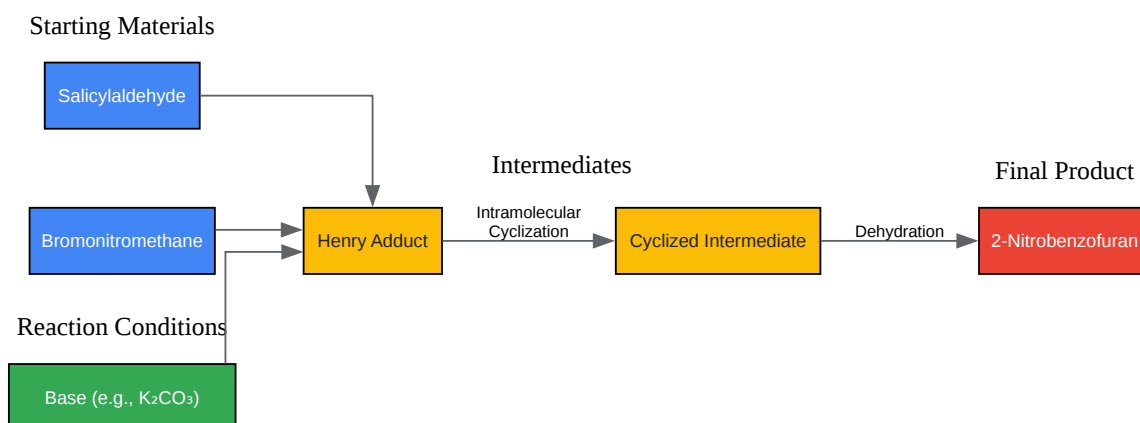 Starting Materials
Salicylaldehyde
Intermediates
Final Product
Bromonitromethane
Henry Adduct
Intramolecular
Cyclization
Cyclized Intermediate
Dehydration
2-Nitrobenzofuran
Reaction Conditions
Base (e.g., K₂CO₃)